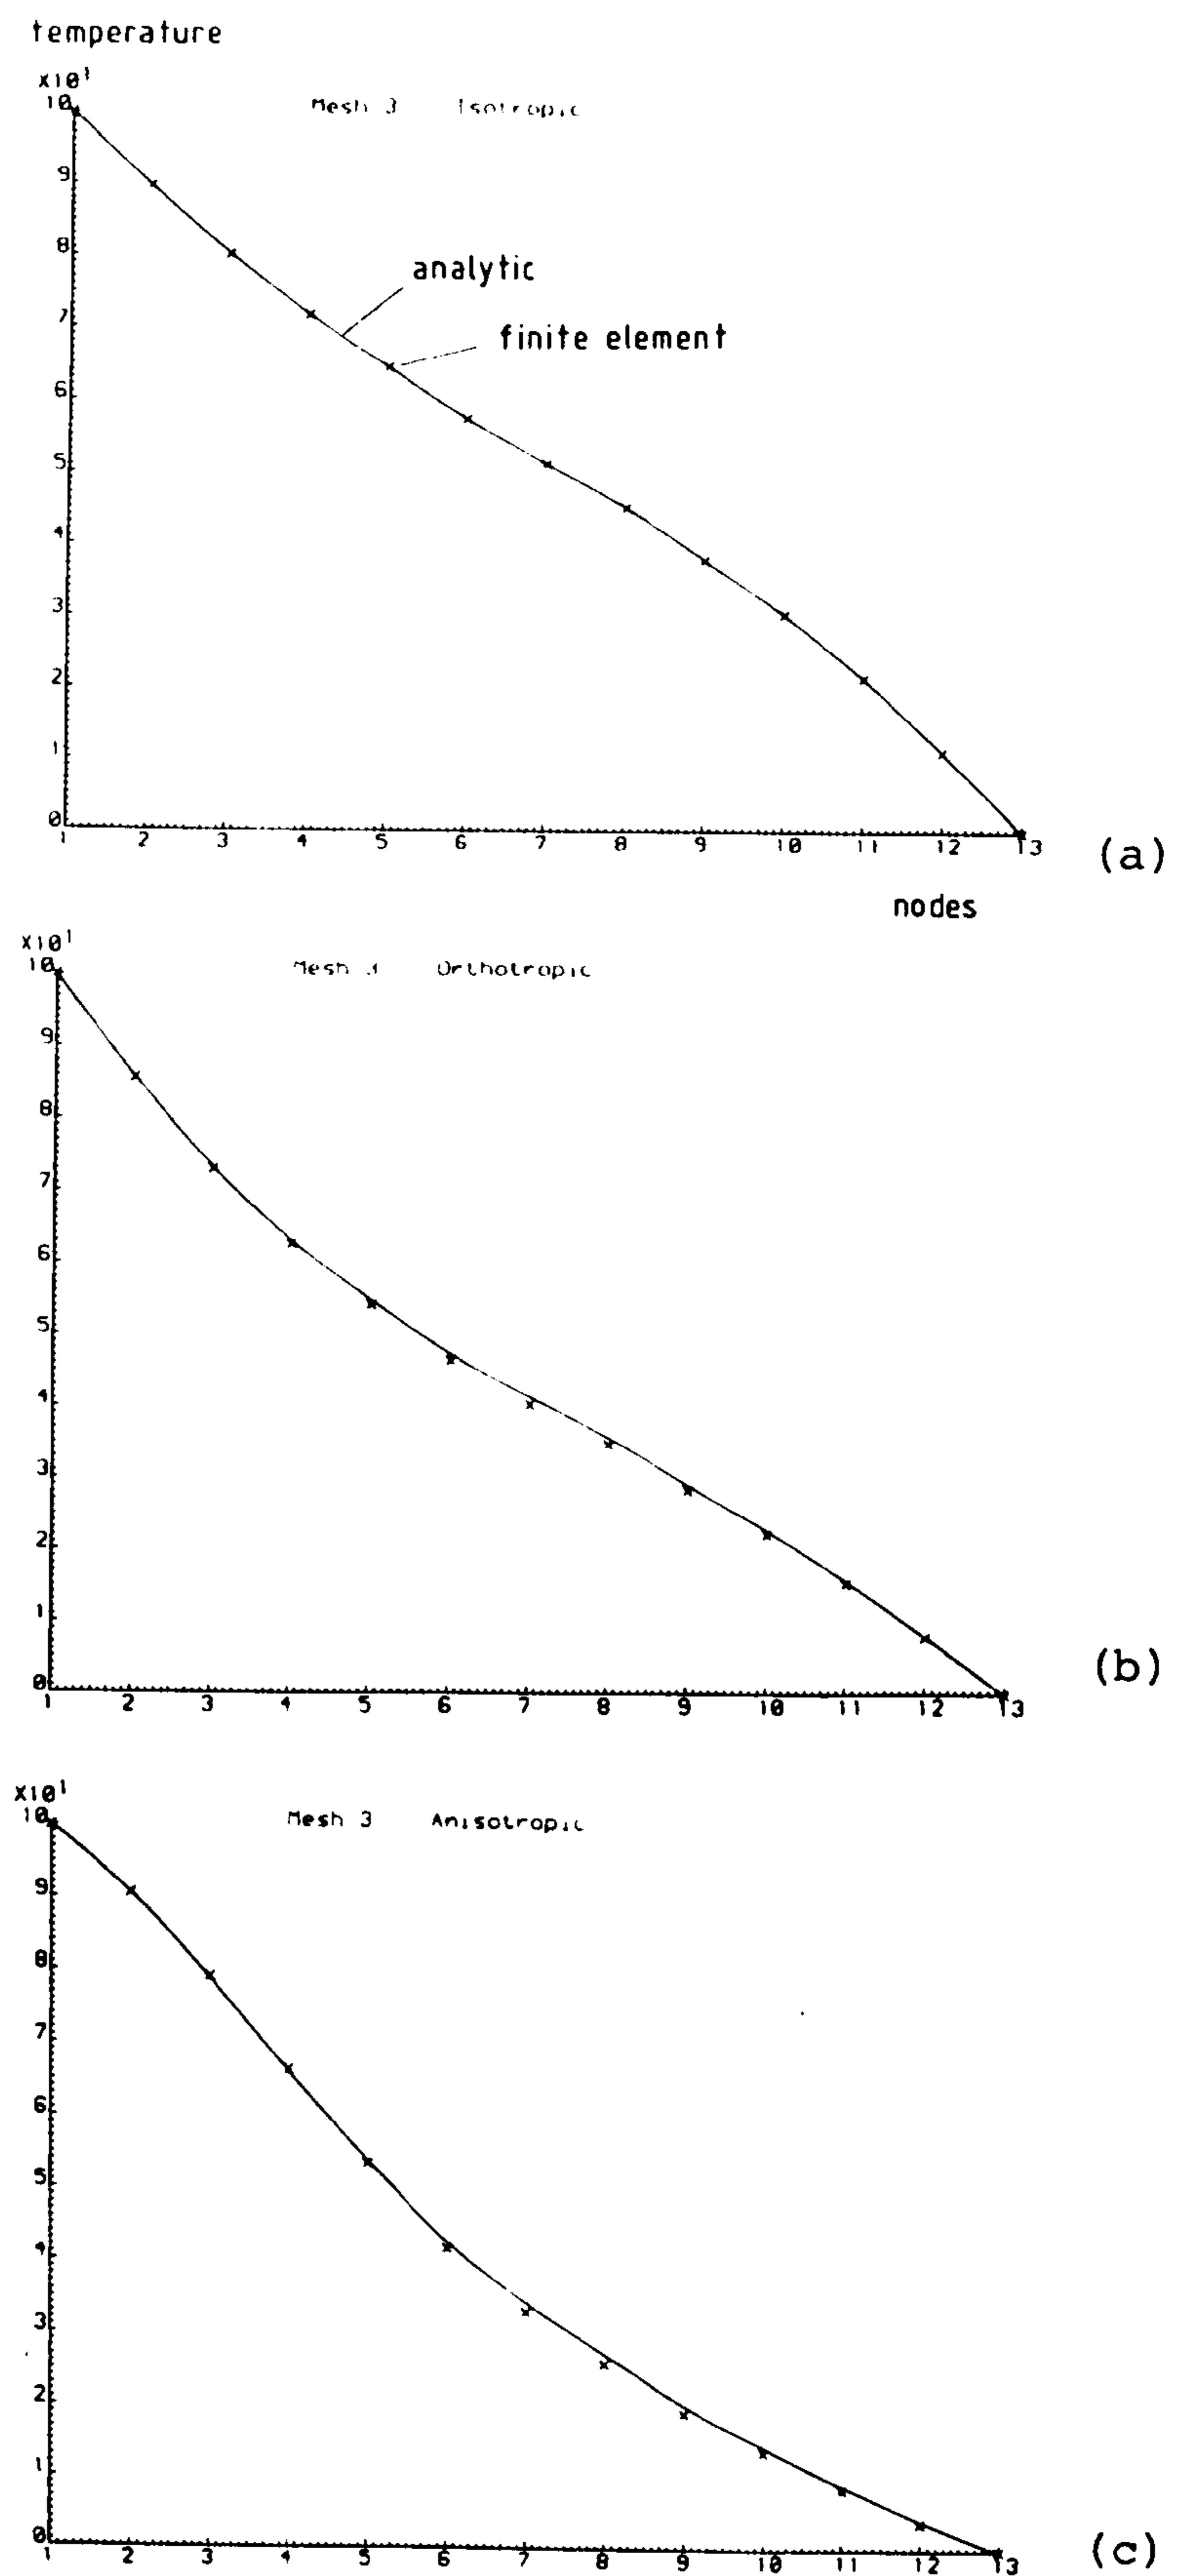 temperature
x10¹
10
Mesh 3 Isotropic
9
8
analytic
7
finite element
6
5
4
3
2
1
0
1 2 3 4 5 6 7 8 9 10 11 12 13
(a)
nodes
x10¹
10
Mesh 3 Orthotropic
9
8
7
6
5
4
3
2
1
0
1 2 3 4 5 6 7 8 9 10 11 12 13
(b)
x10¹
10
Mesh 3 Anisotropic
9
8
7
6
5
4
3
2
1
0
1 2 3 4 5 6 7 8 9 10 11 12 13
(c)